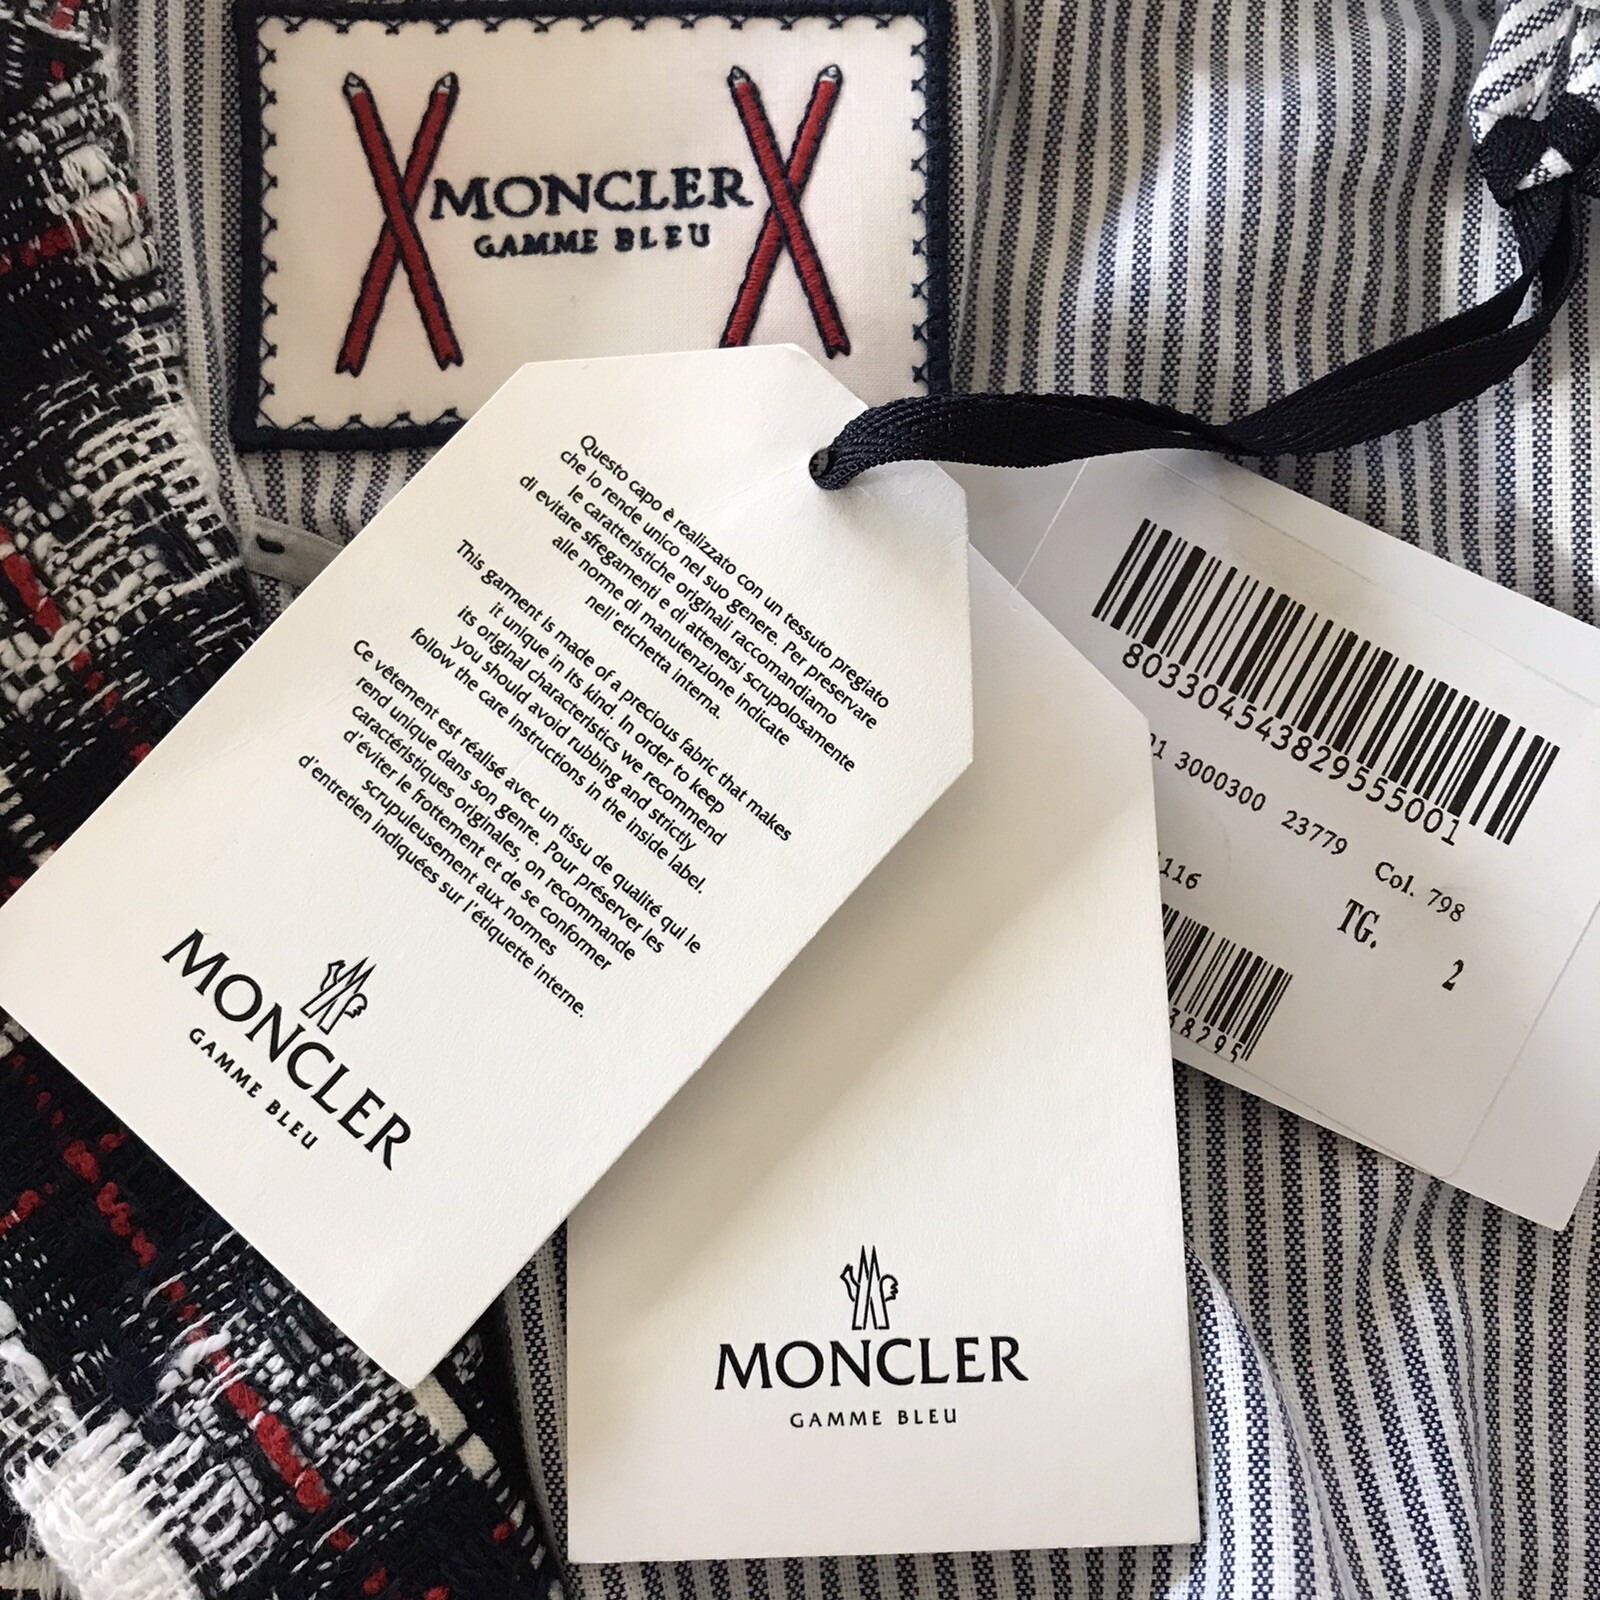 MONCLER
GAMME BLEU
Questo capo è realizzato con un tessuto pregiato
che lo rende unico nel suo genere. Per preservare
le caratteristiche originali raccomandiamo
di evitare sfregamenti e di attenersi scrupolosamente
alle norme di manutenzione indicate
nell'etichetta interna.
This garment is made of a precious fabric that makes
it unique in its kind. In order to keep
its original characteristics we recommend
you should avoid rubbing and strictly
follow the care instructions in the inside label.
Ce vêtement est réalisé avec un tissu de qualité qui le
rend unique dans son genre. Pour préserver les
caractéristiques originales, on recommande
d'éviter le frottement et de se conformer
scrupuleusement aux normes
d'entretien indiquées sur l'étiquette interne.
MONCLER
GAMME BLEU
MONCLER
GAMME BLEU
8033045438295555001
3000300 23779 Col. 798
116
TG. 2
38295